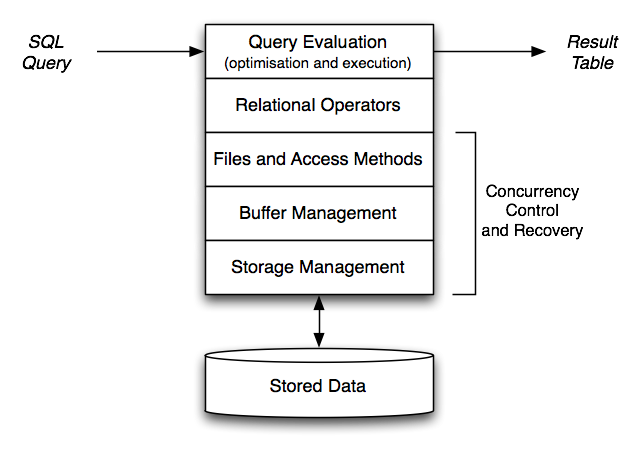 SQL
Query
Query Evaluation
(optimisation and execution)
Result
Table
Relational Operators
Files and Access Methods
Buffer Management
Storage Management
Concurrency
Control
and Recovery
Stored Data